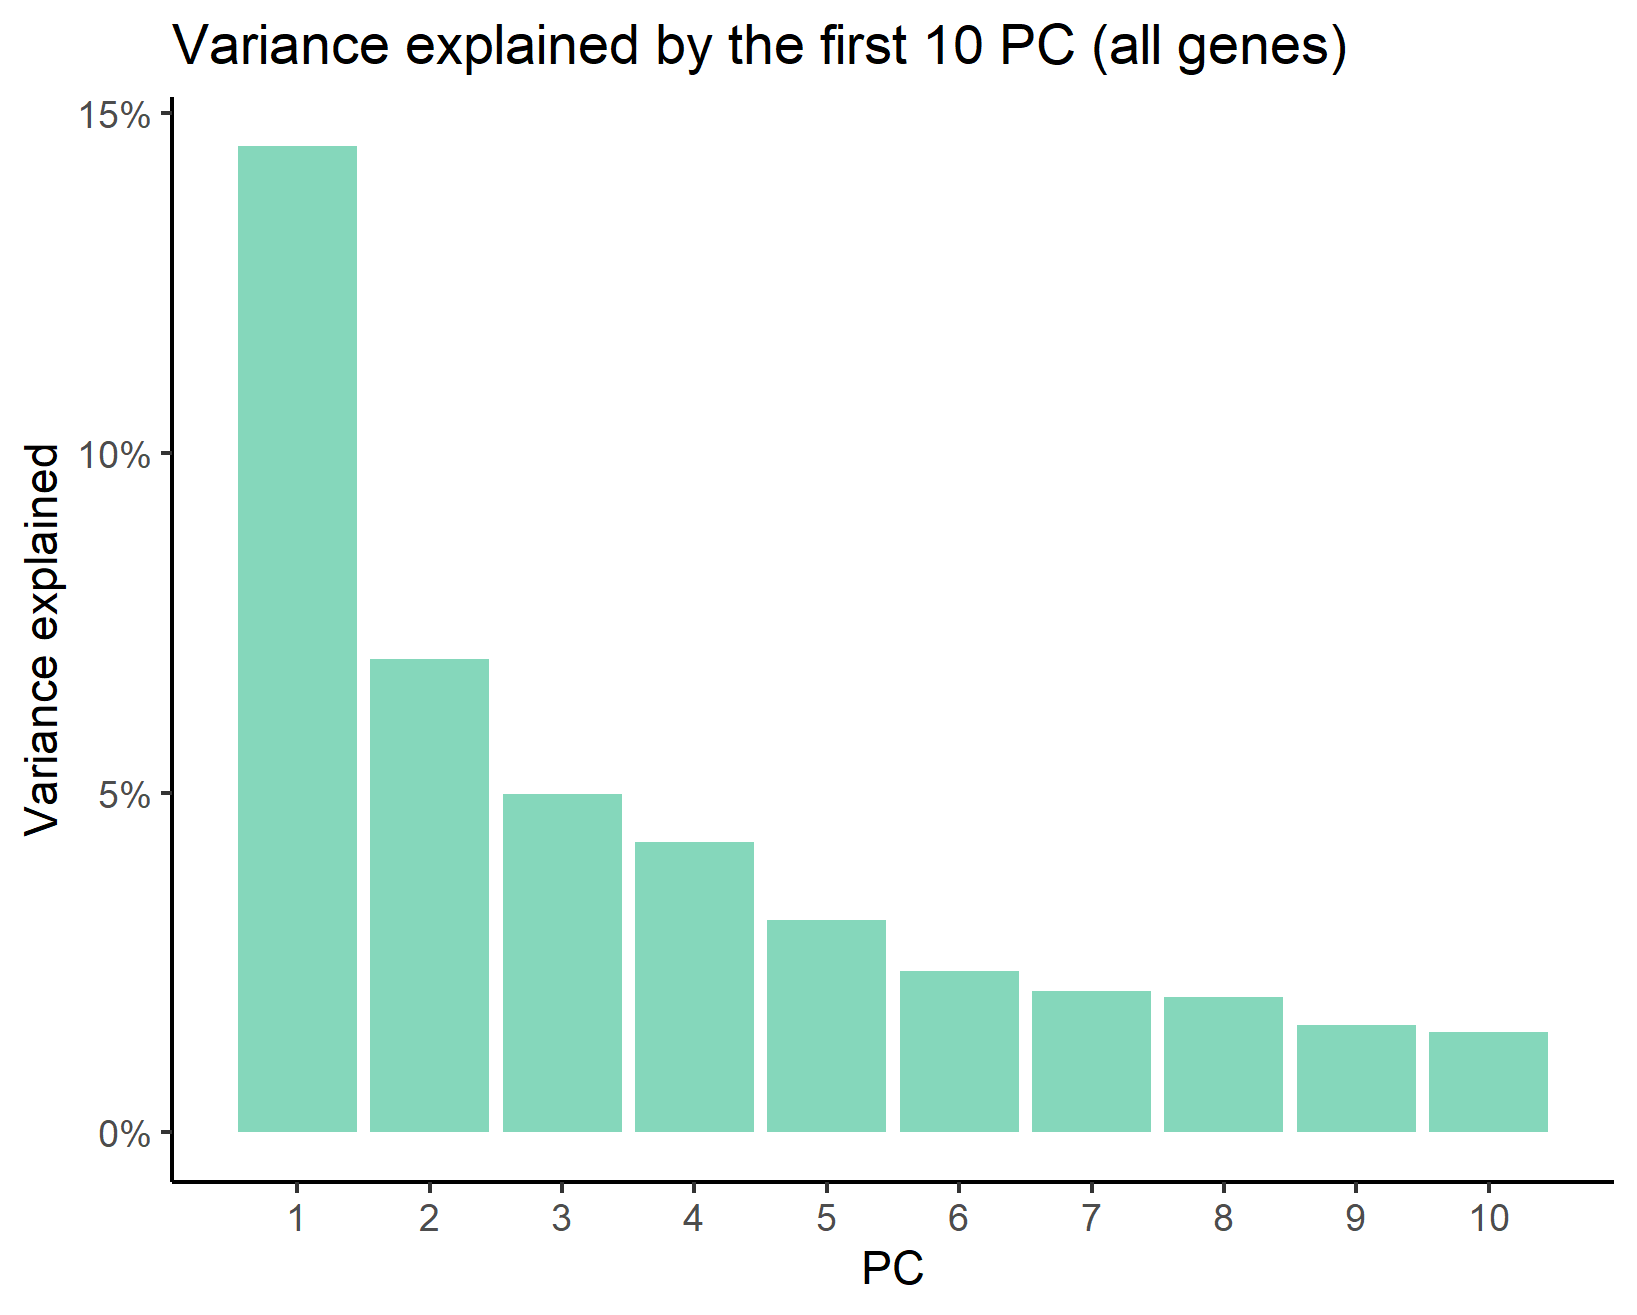 Variance explained by the first 10 PC (all genes)
15%
10%
5%
0%
Variance explained
1 2 3 4 5 6 7 8 9 10
PC